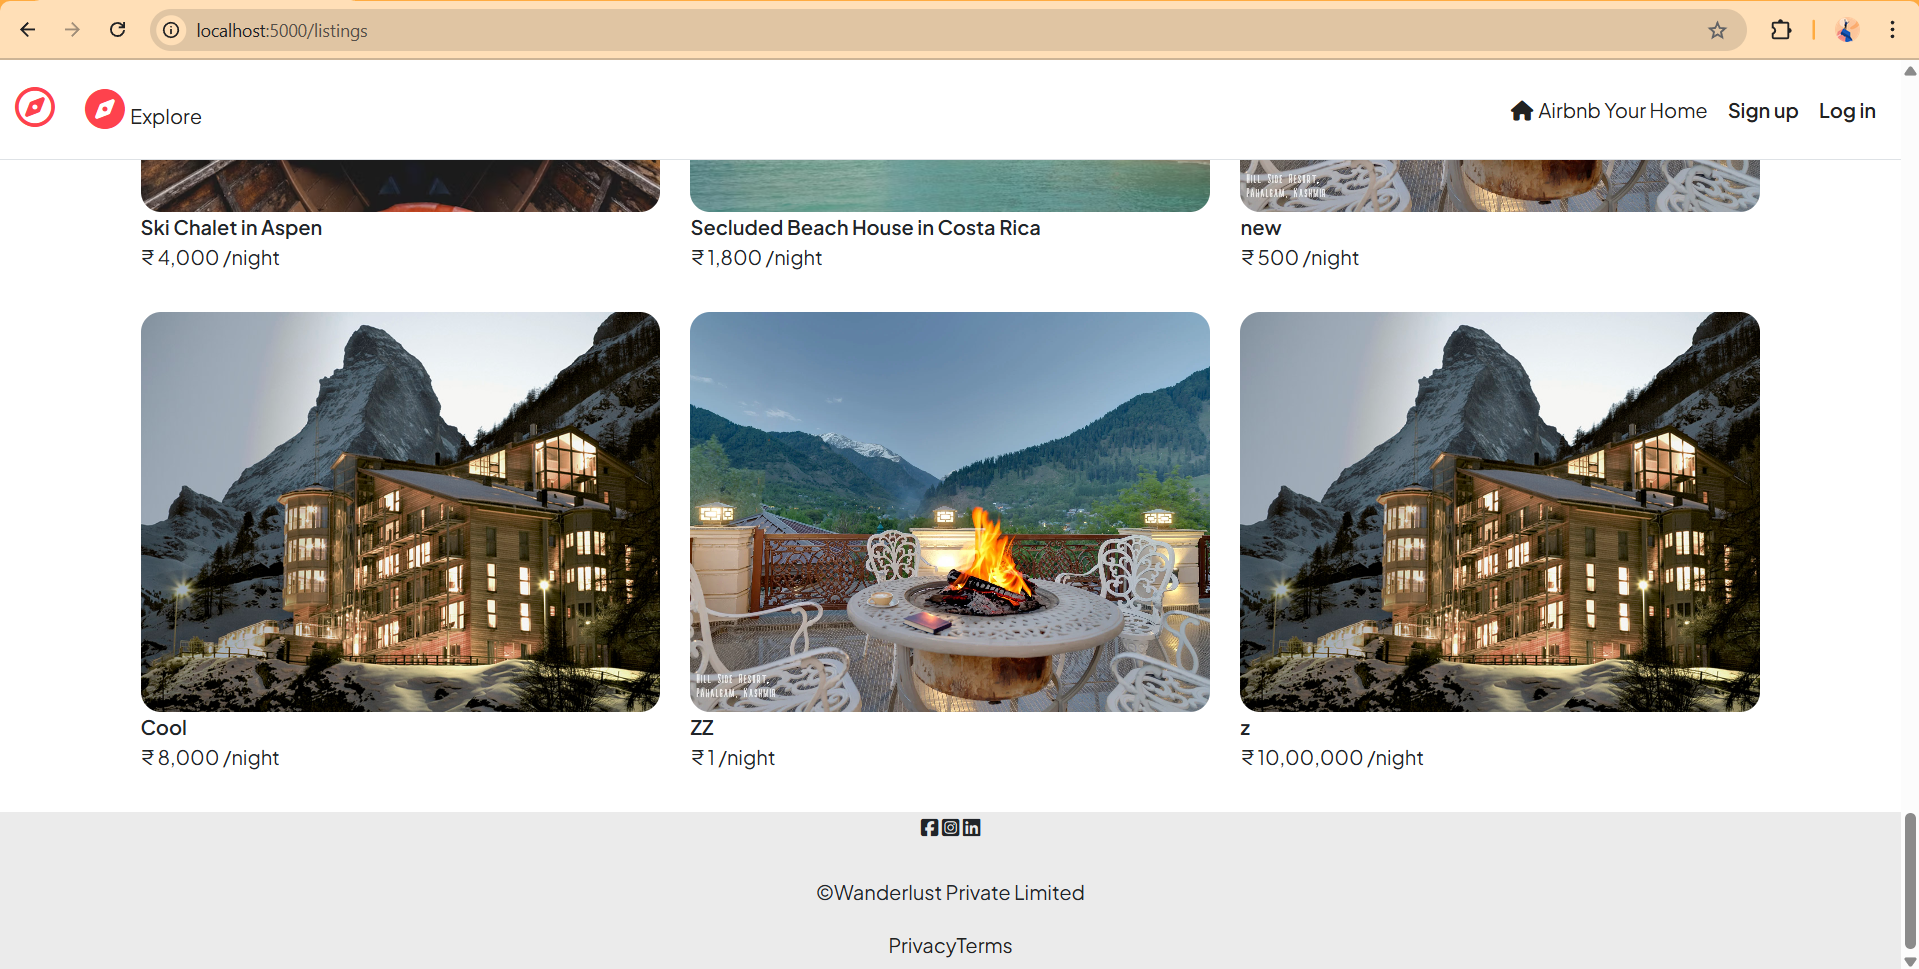 localhost:5000/listings
Explore
Airbnb Your Home Sign up Log in
Hill Side Resort,
Pahalgam, Kashmir
Ski Chalet in Aspen
₹ 4,000 /night
Secluded Beach House in Costa Rica
₹ 1,800 /night
new
₹ 500 /night
Hill Side Resort,
Pahalgam, Kashmir
Cool
₹ 8,000 /night
ZZ
₹ 1 /night
z
₹ 10,00,000 /night
©Wanderlust Private Limited
PrivacyTerms